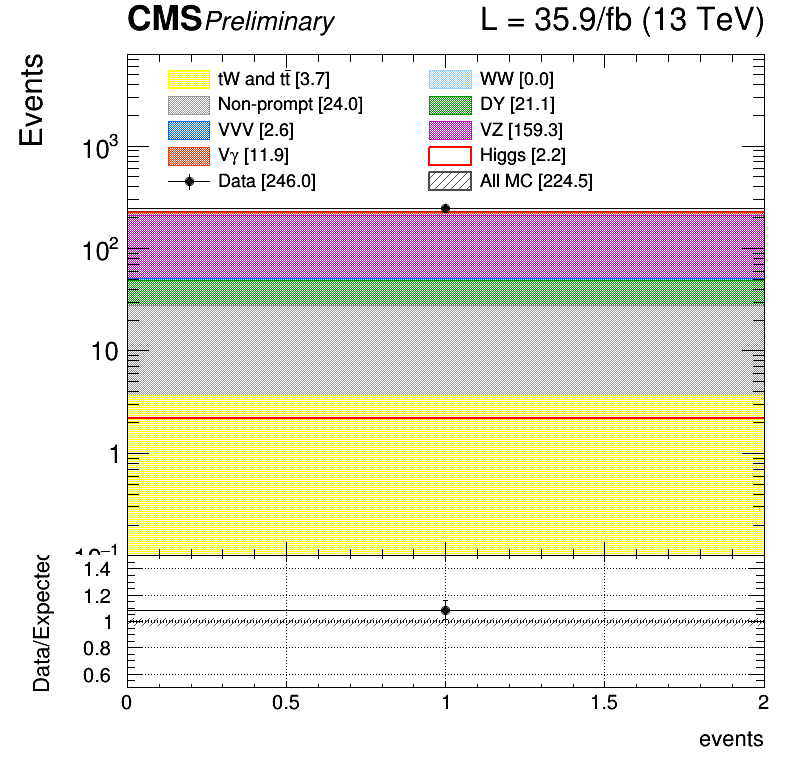 CMS Preliminary L = 35.9/fb (13 TeV)
Events
tW and tt̄ [3.7] WW [0.0]
Non-prompt [24.0] DY [21.1]
VVV [2.6] VZ [159.3]
Vγ [11.9] Higgs [2.2]
Data [246.0] All MC [224.5]
10³
10²
10
1
10⁻¹
Data/Expected
1.4
1.2
1
0.8
0.6
0 0.5 1 1.5 2
events